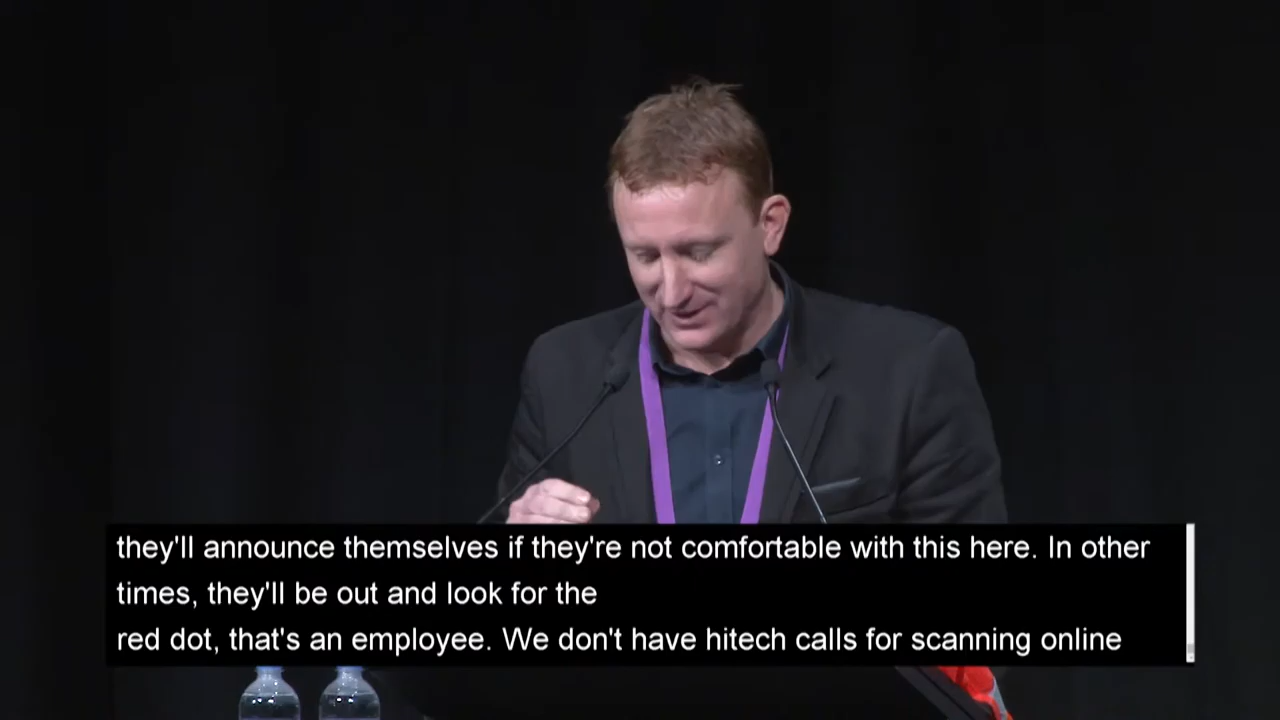 they'll announce themselves if they're not comfortable with this here. In other
times, they'll be out and look for the
red dot, that's an employee. We don't have hitech calls for scanning online